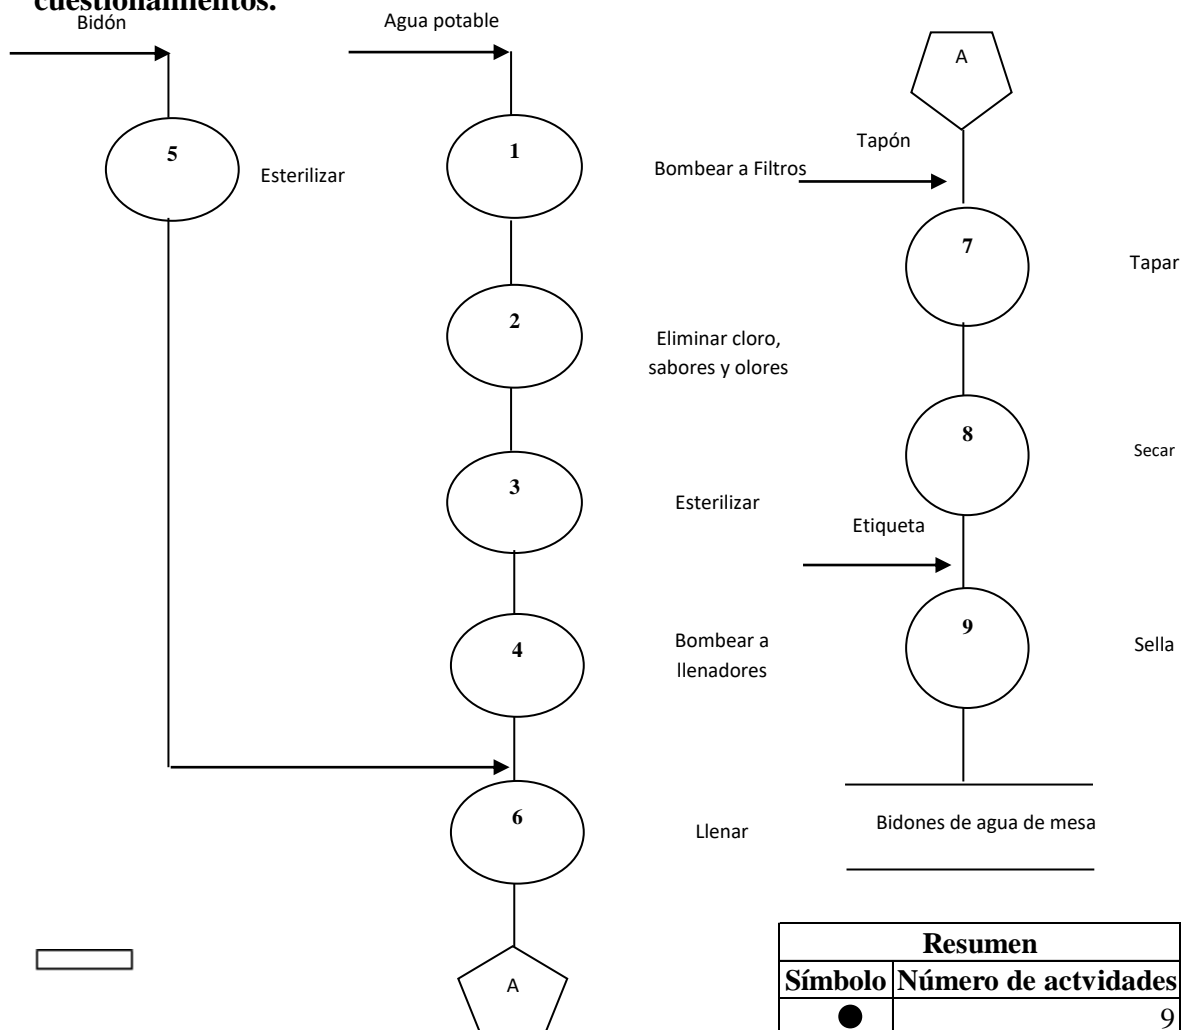 cuestionamientos.
Bidón
Agua potable
5
Esterilizar
1
Bombear a Filtros
2
Eliminar cloro,
sabores y olores
3
Esterilizar
4
Bombear a
llenadores
6
Llenar
A
A
Tapón
7
Tapar
8
Secar
Etiqueta
9
Sella
Bidones de agua de mesa
Resumen
Símbolo Número de actvidades
9